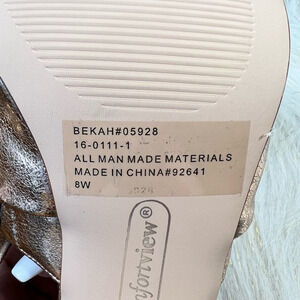 BEKAH#05928
16-0111-1
ALL MAN MADE MATERIALS
MADE IN CHINA#92641
8W